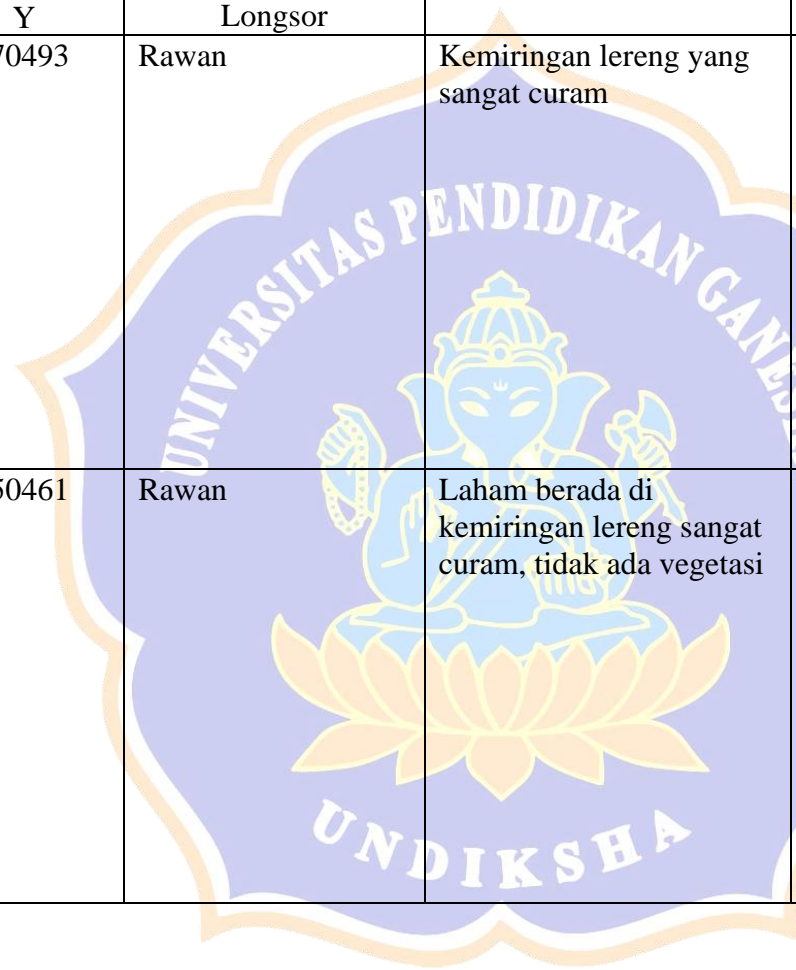 Y Longsor
70493 Rawan Kemiringan lereng yang
sangat curam
UNIVERSITAS PENDIDIKAN
50461 Rawan Laham berada di
kemiringan lereng sangat
curam, tidak ada vegetasi
UNDIKSHA